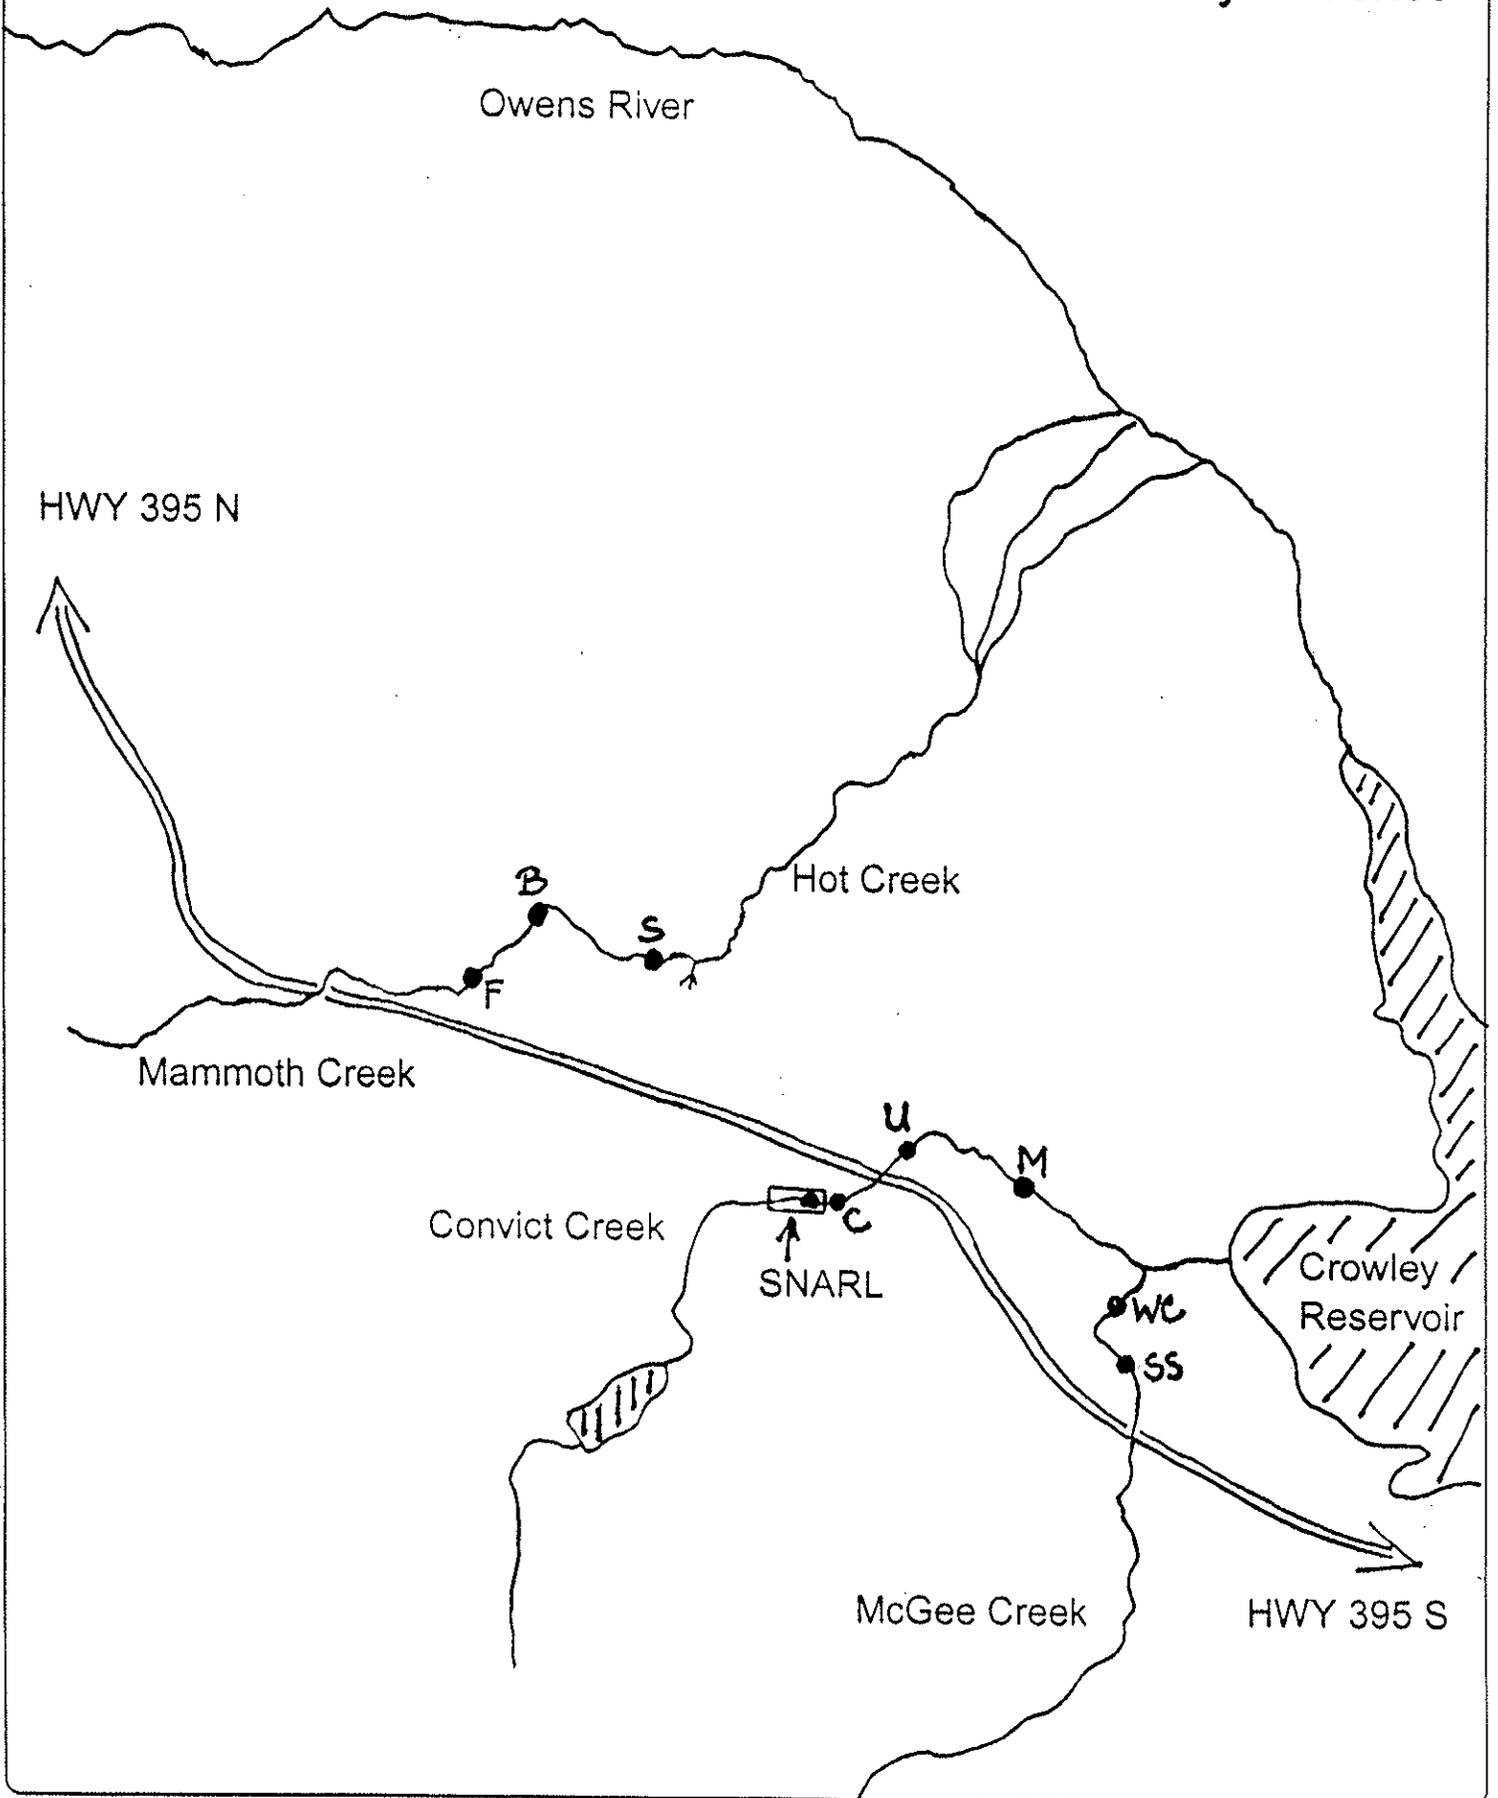 Owens River
HWY 395 N
B
Hot Creek
S
F
Mammoth Creek
U
M
Convict Creek
C
SNARL
Crowley
Reservoir
WC
SS
McGee Creek
HWY 395 S